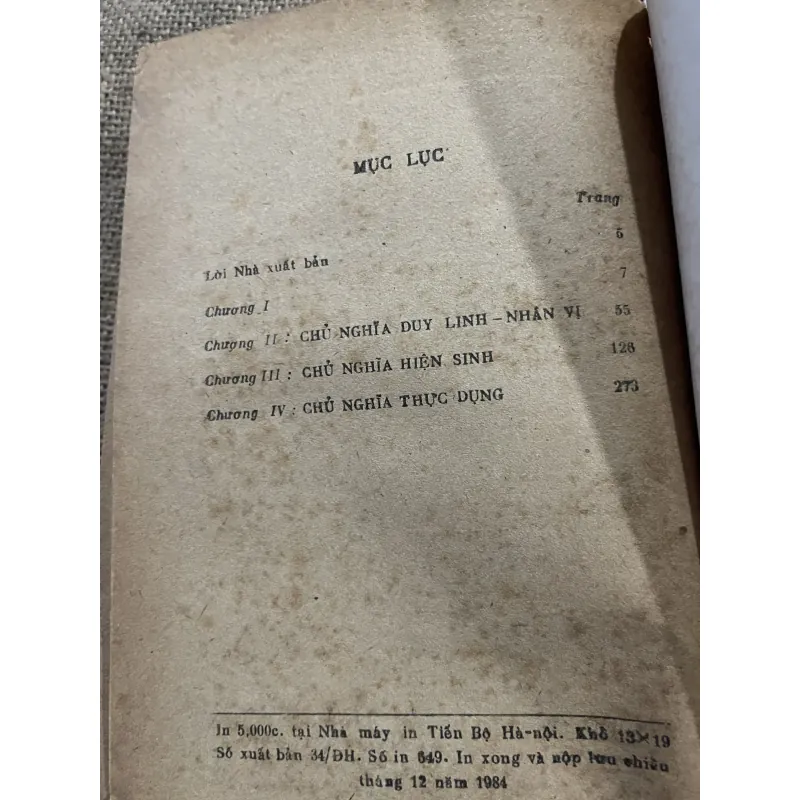 MỤC LỤC
Trang
Lời Nhà xuất bản 5
Chương I 7
Chương II : CHỦ NGHĨA DUY LINH – NHÂN VỊ 55
Chương III : CHỦ NGHĨA HIỆN SINH 126
Chương IV : CHỦ NGHĨA THỰC DỤNG 273
In 5,000c. tại Nhà máy in Tiến Bộ Hà-nội. Khổ 13×19
Số xuất bản 34/ĐH. Số in 649. In xong và nộp lưu chiểu
tháng 12 năm 1984